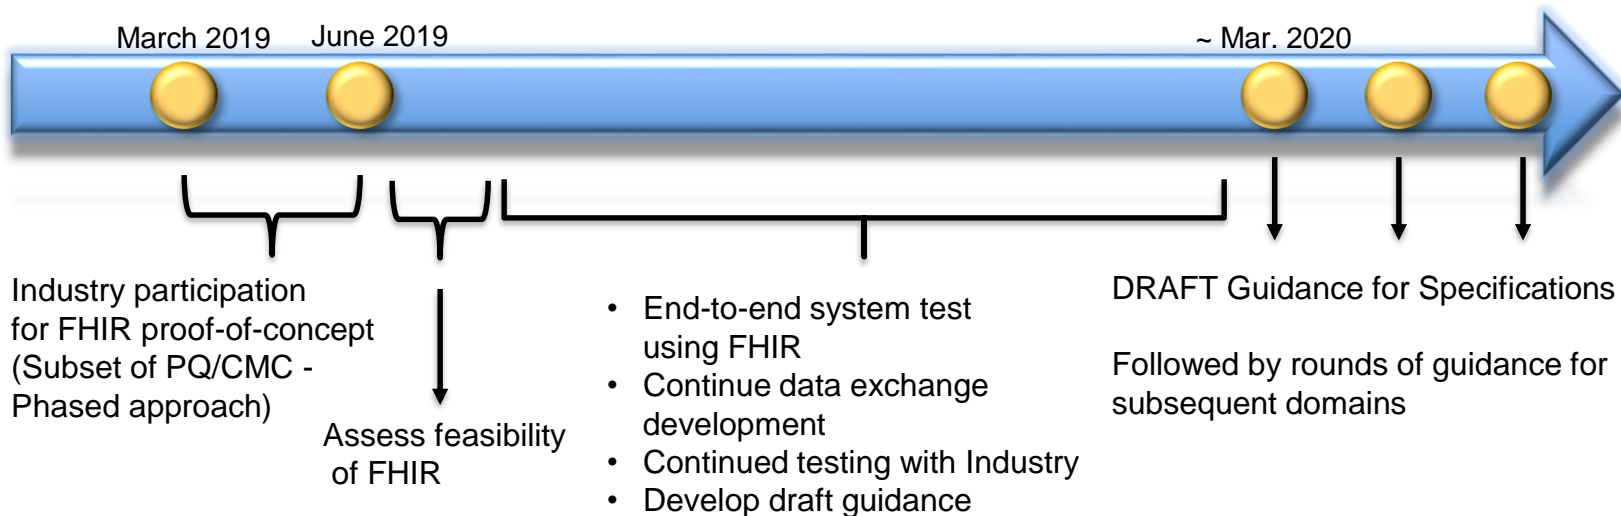 March 2019
June 2019
~ Mar. 2020
Industry participation
for FHIR proof-of-concept
(Subset of PQ/CMC -
Phased approach)
Assess feasibility
of FHIR
• End-to-end system test
using FHIR
• Continue data exchange
development
• Continued testing with Industry
• Develop draft guidance
DRAFT Guidance for Specifications
Followed by rounds of guidance for
subsequent domains